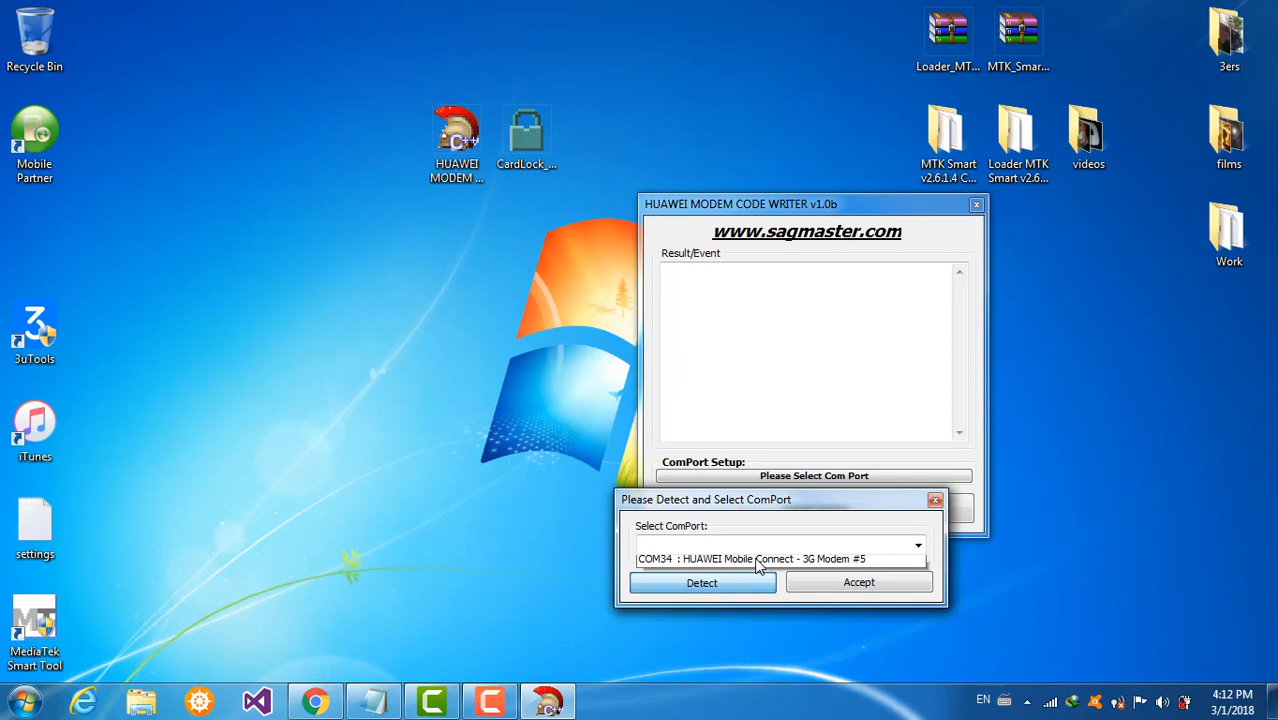 Recycle Bin
Mobile
Partner
3uTools
iTunes
settings
MediaTek
Smart Tool
HUAWEI
MODEM ...
CardLock_...
Loader_MT...
MTK_Smar...
3ers
MTK Smart
v2.6.1.4 C...
Loader MTK
Smart v2.6...
videos
films
Work
HUAWEI MODEM CODE WRITER v1.0b
www.sagmaster.com
Result/Event
ComPort Setup:
Please Select Com Port
Please Detect and Select ComPort
Select ComPort:
COM34 : HUAWEI Mobile Connect - 3G Modem #5
Detect
Accept
C++
EN
4:12 PM
3/1/2018